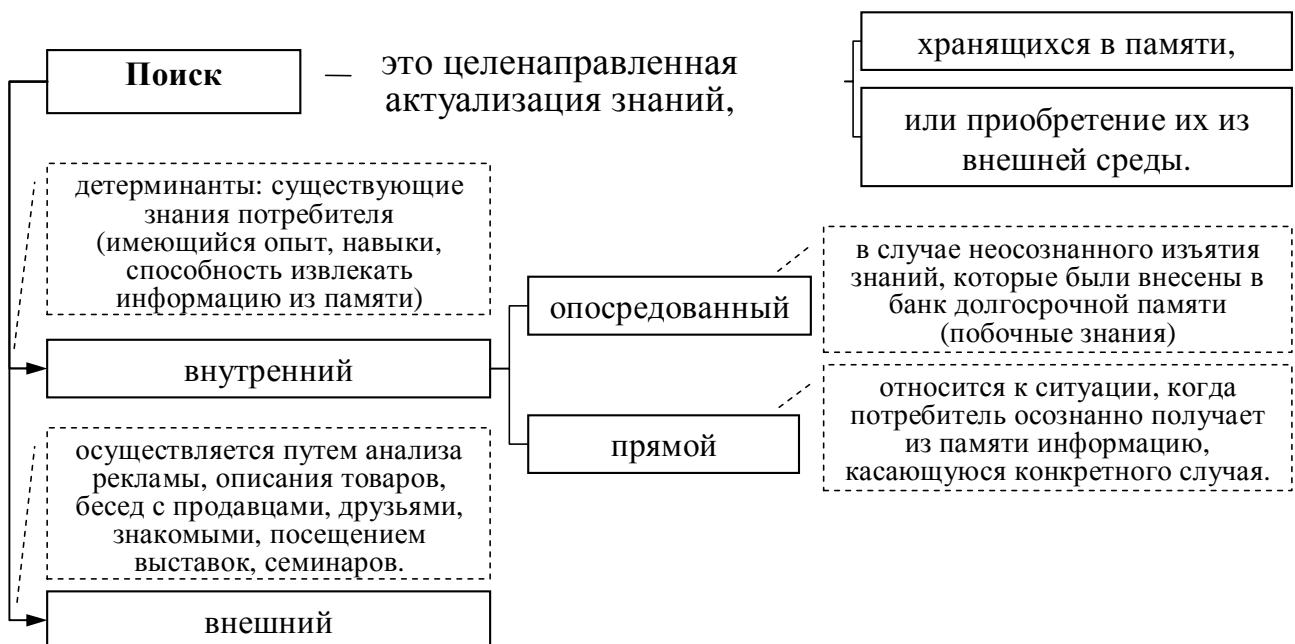 Поиск
— это целенаправленная
актуализация знаний,
хранящихся в памяти,
или приобретение их из
внешней среды.
детерминанты: существующие
знания потребителя
(имеющийся опыт, навыки,
способность извлекать
информацию из памяти)
внутренний
опосредованный
в случае неосознанного изъятия
знаний, которые были внесены в
банк долгосрочной памяти
(побочные знания)
прямой
относится к ситуации, когда
потребитель осознанно получает
из памяти информацию,
касающуюся конкретного случая.
осуществляется путем анализа
рекламы, описания товаров,
бесед с продавцами, друзьями,
знакомыми, посещением
выставок, семинаров.
внешний